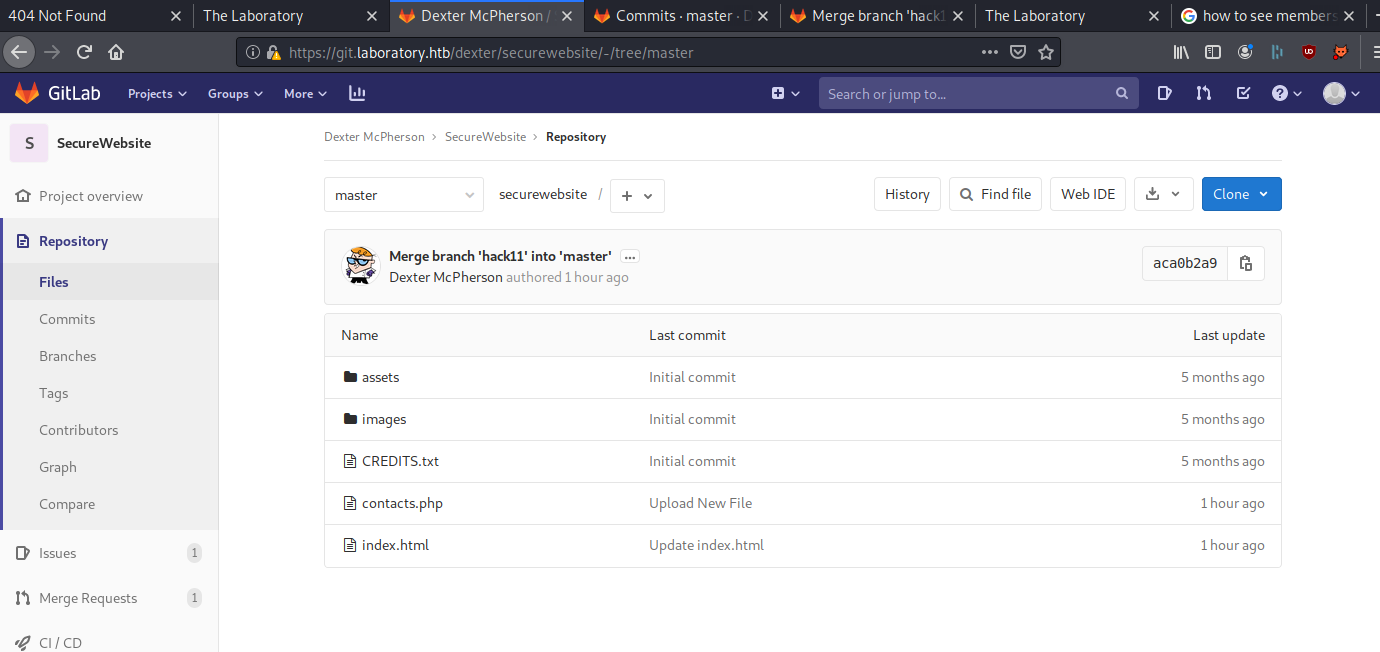 404 Not Found
The Laboratory
Dexter McPherson /
Commits · master · D
Merge branch 'hack1
The Laboratory
how to see members
https://git.laboratory.htb/dexter/securewebsite/-/tree/master
GitLab Projects Groups More Search or jump to...
S SecureWebsite
Project overview
Repository
Files
Commits
Branches
Tags
Contributors
Graph
Compare
Issues 1
Merge Requests 1
CI / CD
Dexter McPherson › SecureWebsite › Repository
master securewebsite / + History Find file Web IDE Clone
Merge branch 'hack11' into 'master' ...
Dexter McPherson authored 1 hour ago
aca0b2a9
Name Last commit Last update
assets Initial commit 5 months ago
images Initial commit 5 months ago
CREDITS.txt Initial commit 5 months ago
contacts.php Upload New File 1 hour ago
index.html Update index.html 1 hour ago